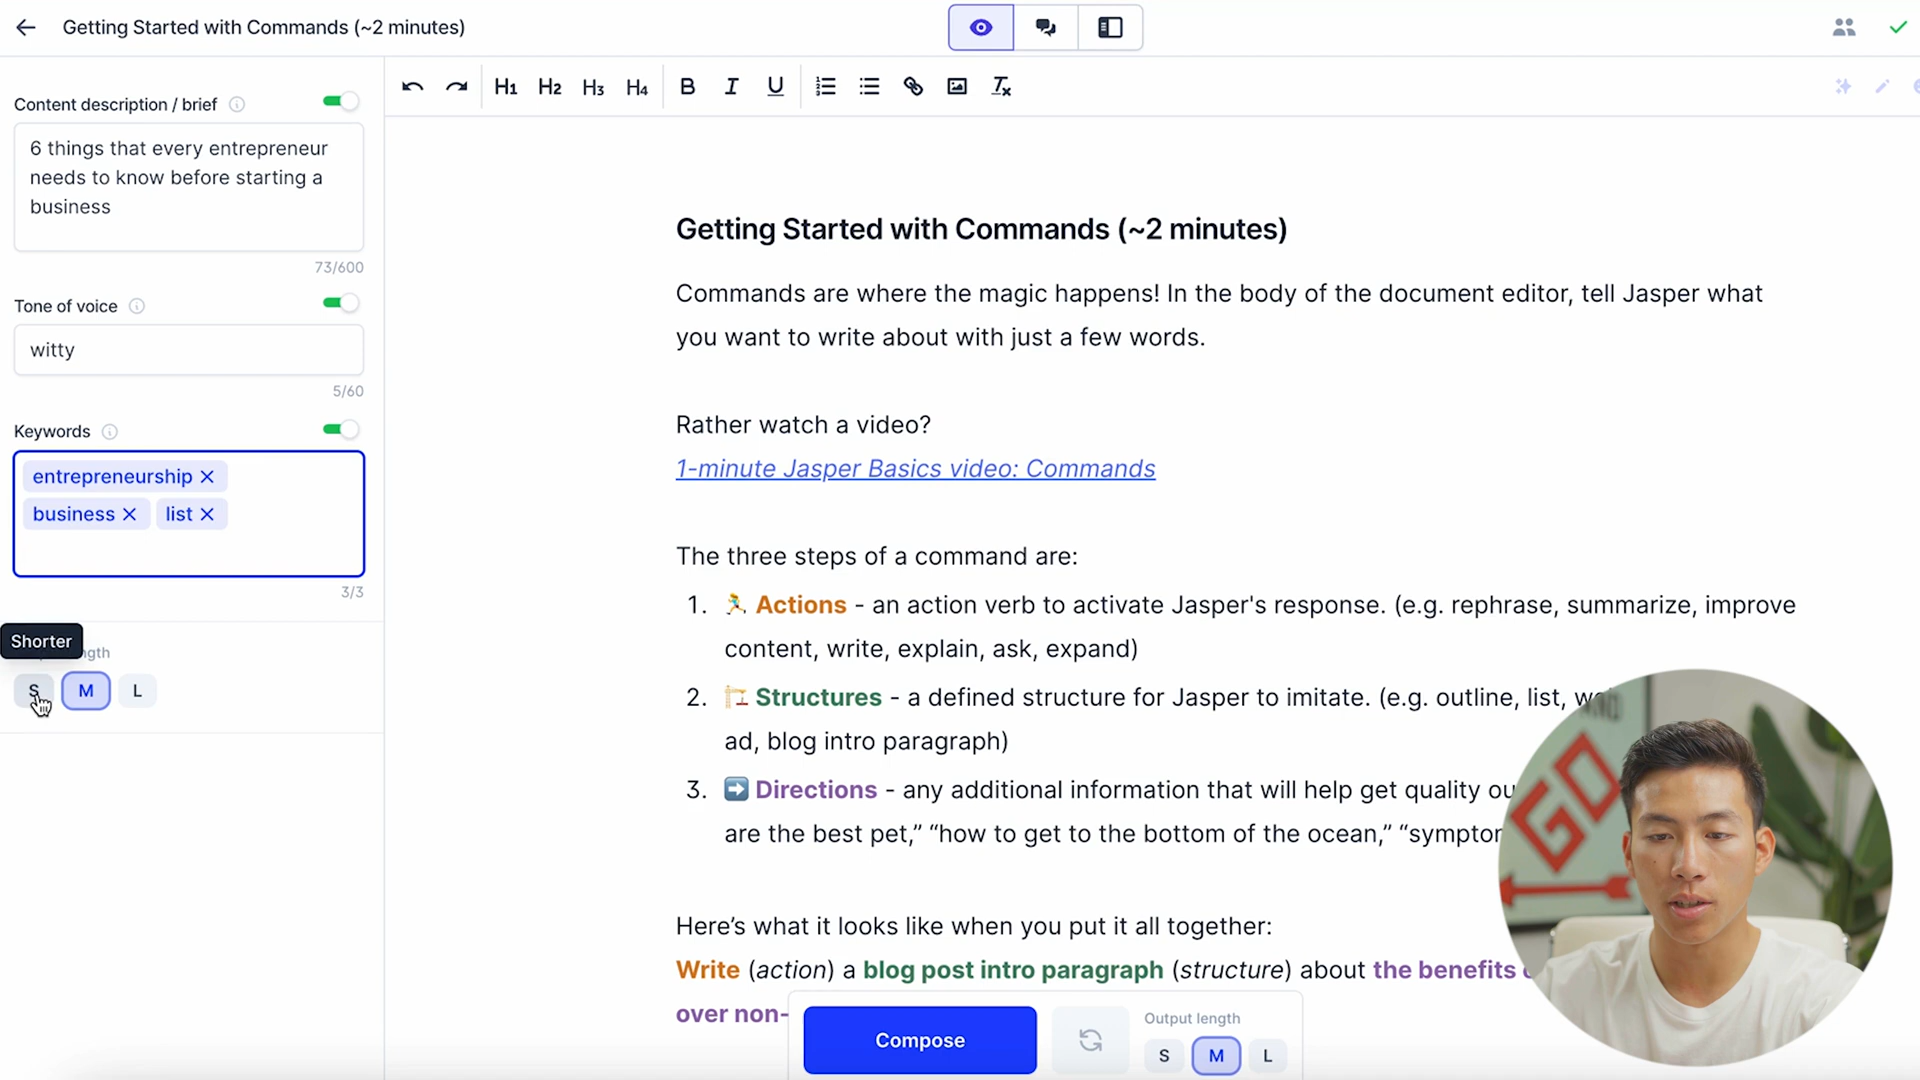 Getting Started with Commands (~2 minutes)
H1 H2 H3 H4 B I U
Content description / brief
6 things that every entrepreneur
needs to know before starting a
business
73/600
Tone of voice
witty
5/60
Keywords
entrepreneurship
business list
3/3
Shorter
S M L
Getting Started with Commands (~2 minutes)
Commands are where the magic happens! In the body of the document editor, tell Jasper what
you want to write about with just a few words.
Rather watch a video?
1-minute Jasper Basics video: Commands
The three steps of a command are:
1. Actions - an action verb to activate Jasper's response. (e.g. rephrase, summarize, improve
content, write, explain, ask, expand)
2. Structures - a defined structure for Jasper to imitate. (e.g. outline, list,
ad, blog intro paragraph)
3. Directions - any additional information that will help get quality
are the best pet,” “how to get to the bottom of the ocean,”
Here’s what it looks like when you put it all together:
Write (action) a blog post intro paragraph (structure) about the benefits
over non-
Compose
Output length
S M L
GO